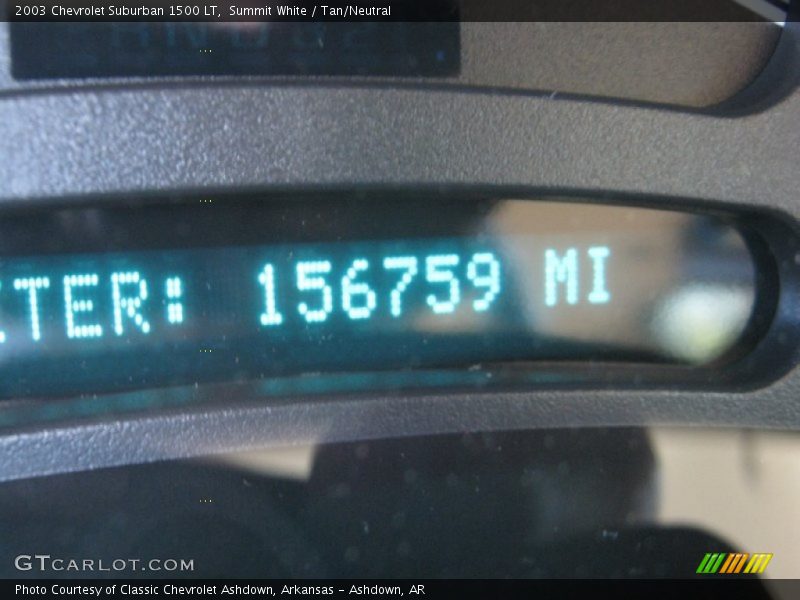 2003 Chevrolet Suburban 1500 LT, Summit White / Tan/Neutral
TER: 156759 MI
GTCARLOT.COM
Photo Courtesy of Classic Chevrolet Ashdown, Arkansas - Ashdown, AR